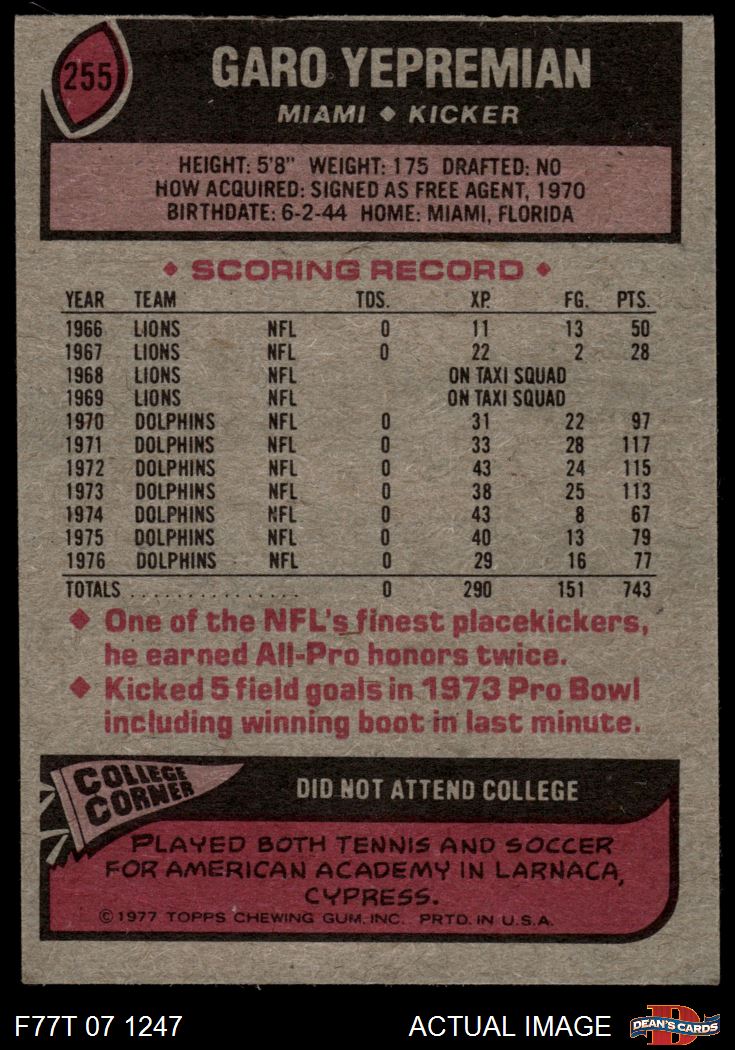 255
GARO YEPREMIAN
MIAMI ♦ KICKER
HEIGHT: 5'8" WEIGHT: 175 DRAFTED: NO
HOW ACQUIRED: SIGNED AS FREE AGENT, 1970
BIRTHDATE: 6-2-44 HOME: MIAMI, FLORIDA
♦ SCORING RECORD ♦
YEAR TEAM TDS. XP. FG. PTS.
1966 LIONS NFL 0 11 13 50
1967 LIONS NFL 0 22 2 28
1968 LIONS NFL ON TAXI SQUAD
1969 LIONS NFL ON TAXI SQUAD
1970 DOLPHINS NFL 0 31 22 97
1971 DOLPHINS NFL 0 33 28 117
1972 DOLPHINS NFL 0 43 24 115
1973 DOLPHINS NFL 0 38 25 113
1974 DOLPHINS NFL 0 43 8 67
1975 DOLPHINS NFL 0 40 13 79
1976 DOLPHINS NFL 0 29 16 77
TOTALS ............... 0 290 151 743
♦ One of the NFL's finest placekickers,
he earned All-Pro honors twice.
♦ Kicked 5 field goals in 1973 Pro Bowl
including winning boot in last minute.
COLLEGE
CORNER
DID NOT ATTEND COLLEGE
PLAYED BOTH TENNIS AND SOCCER
FOR AMERICAN ACADEMY IN LARNACA,
CYPRESS.
©1977 TOPPS CHEWING GUM, INC. PRTD. IN U.S.A.
F77T 07 1247 ACTUAL IMAGE D DEAN'S CARDS